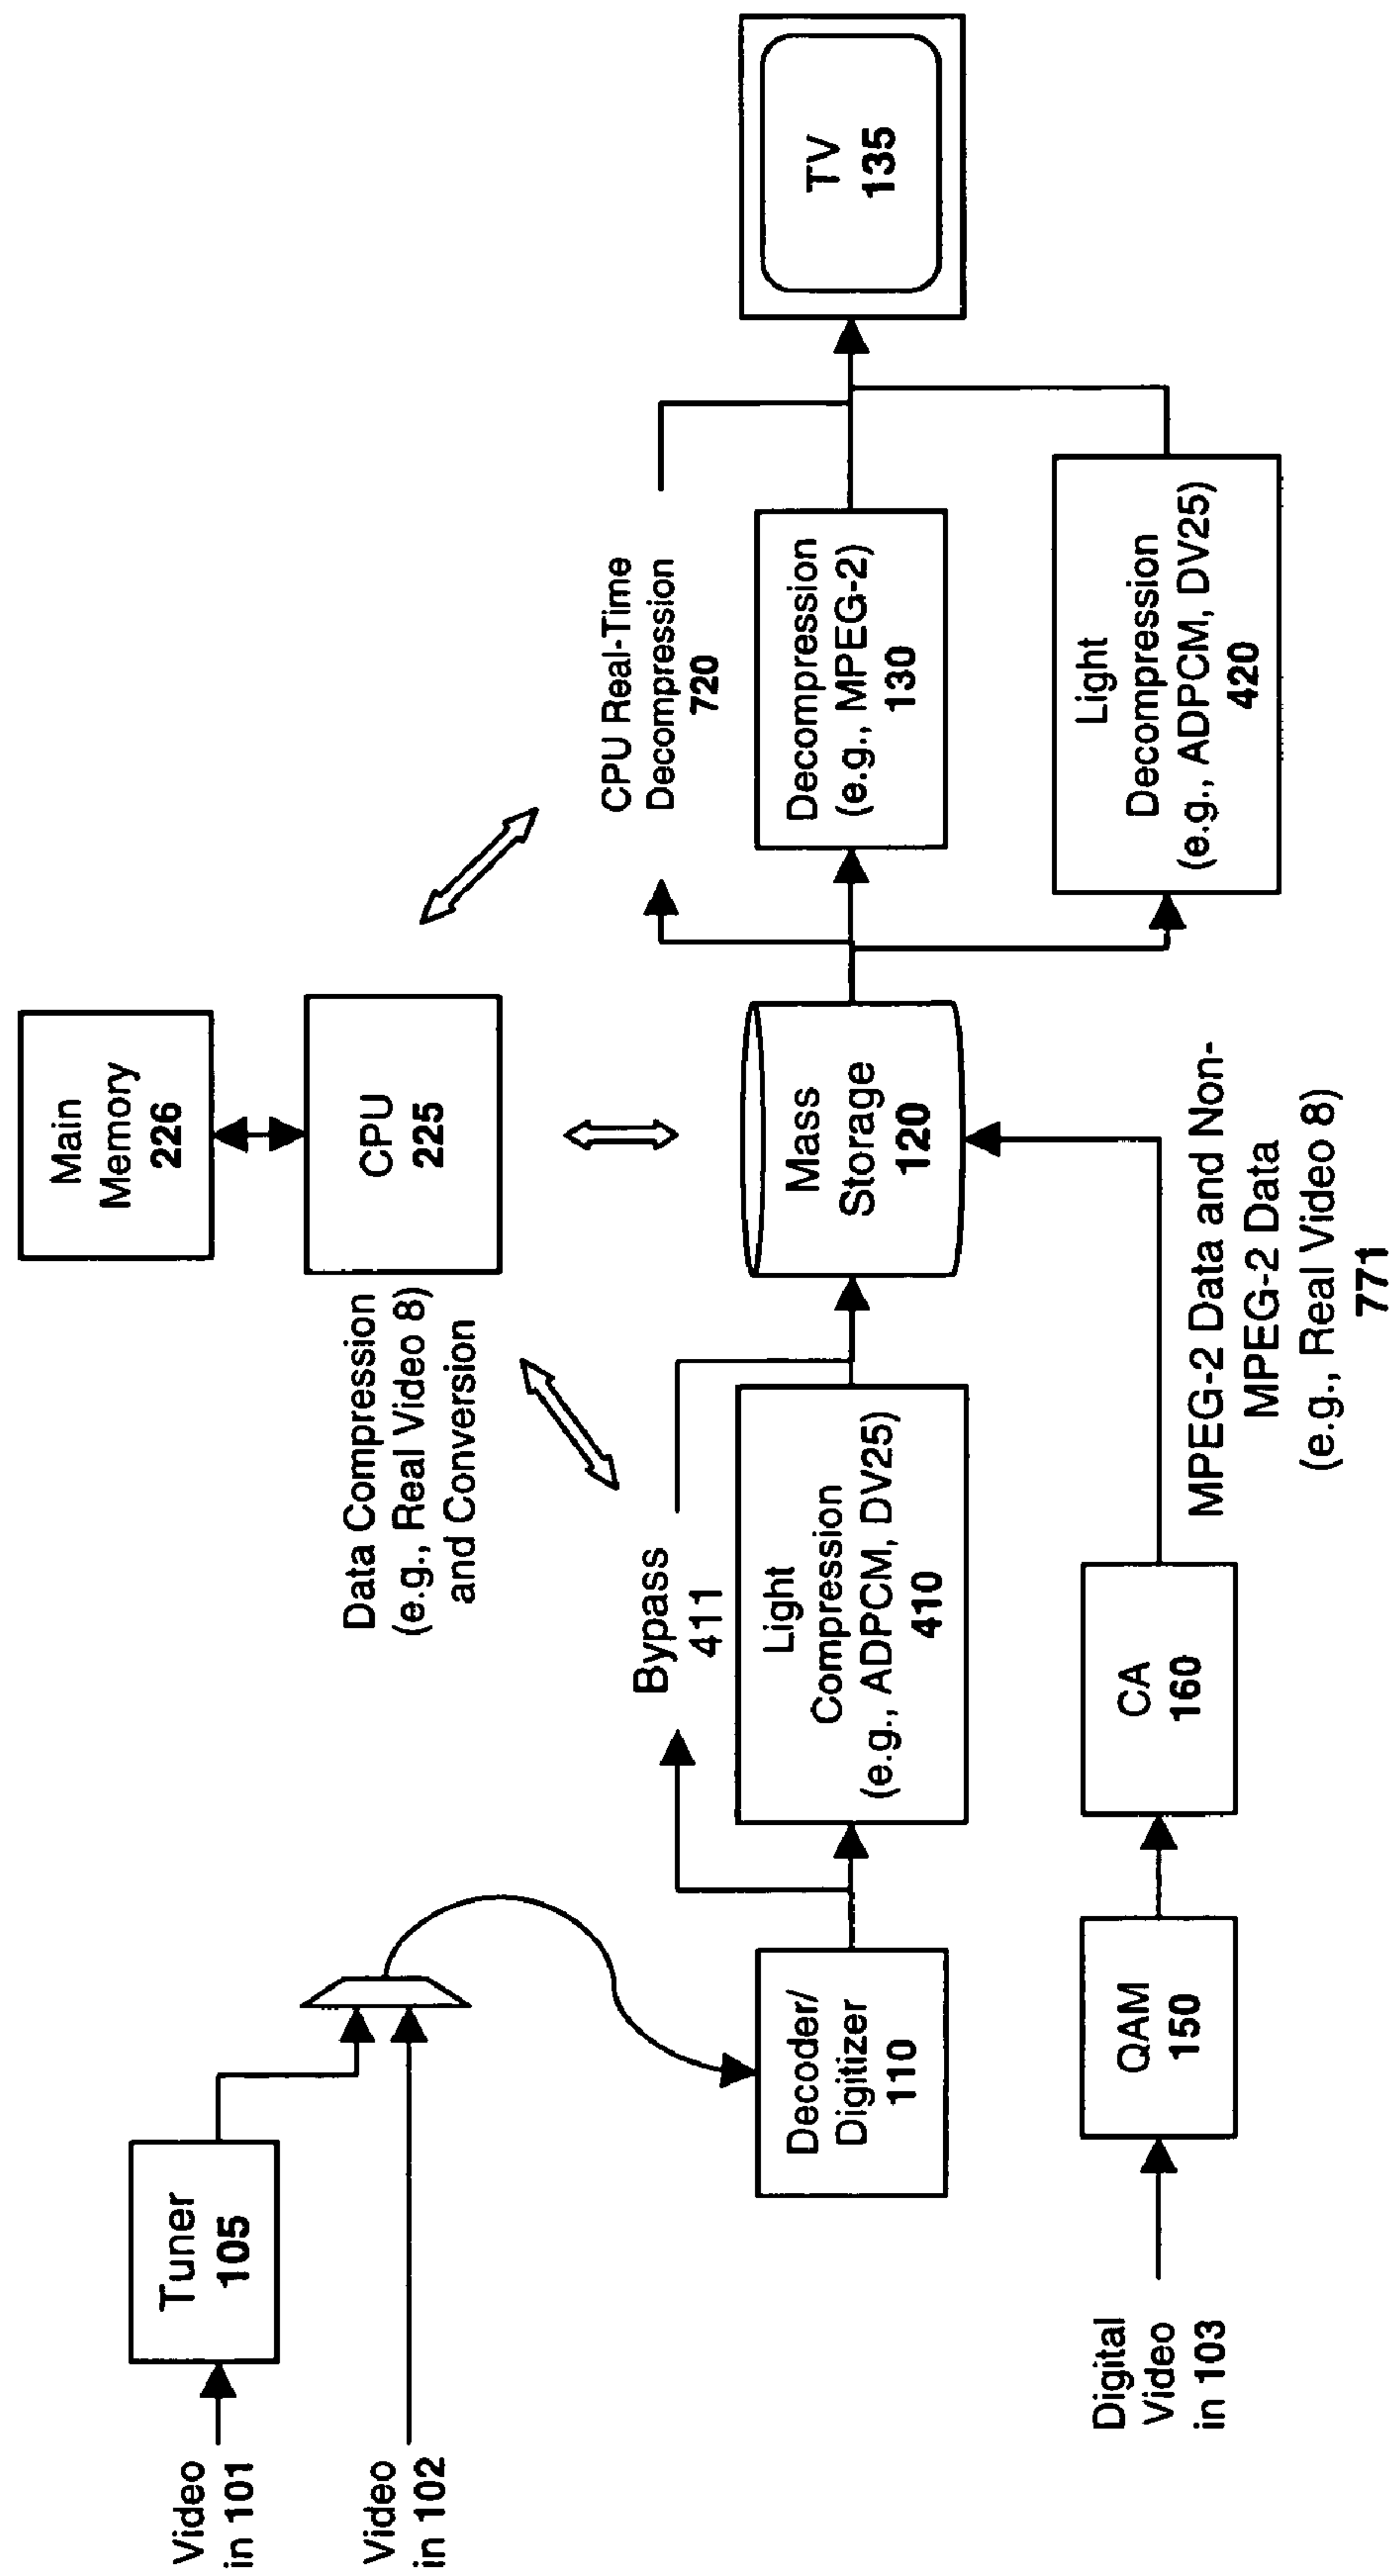 Main
Memory
226
CPU
225
Data Compression
(e.g., Real Video 8)
and Conversion
Video
in 101
Tuner
105
Video
in 102
Decoder/
Digitizer
110
Bypass
411
Light
Compression
(e.g., ADPCM, DV25)
410
Mass
Storage
120
CPU Real-Time
Decompression
720
Decompression
(e.g., MPEG-2)
130
Light
Decompression
(e.g., ADPCM, DV25)
420
TV
135
Digital
Video
in 103
QAM
150
CA
160
MPEG-2 Data and Non-
MPEG-2 Data
(e.g., Real Video 8)
771